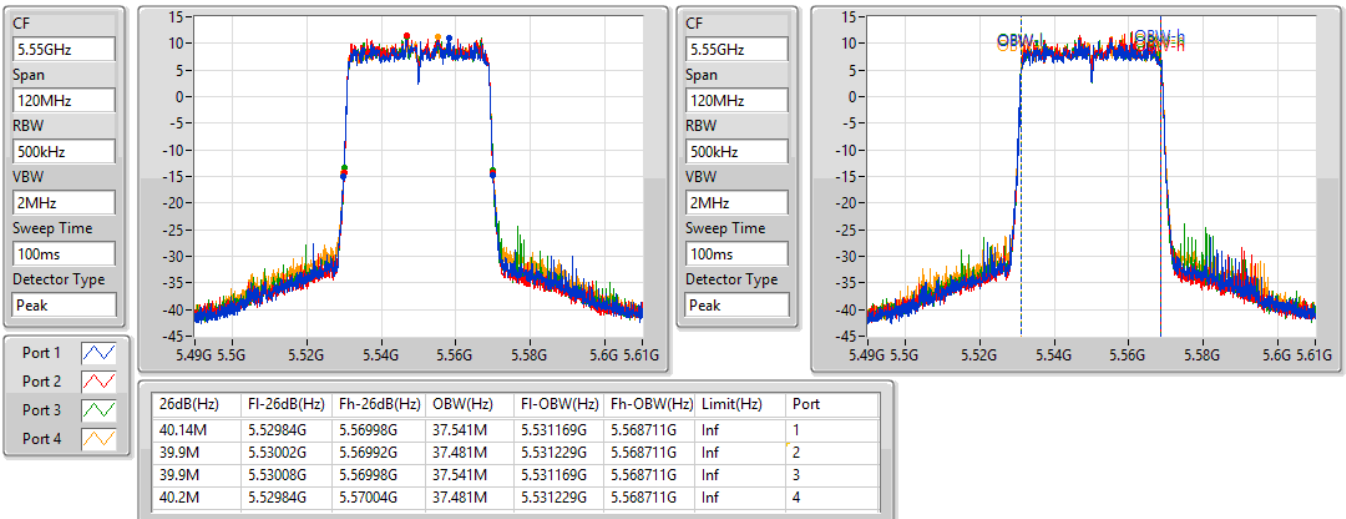 CF
5.55GHz
Span
120MHz
RBW
500kHz
VBW
2MHz
Sweep Time
100ms
Detector Type
Peak
15
10
5
0
-5
-10
-15
-20
-25
-30
-35
-40
-45
5.49G 5.5G 5.52G 5.54G 5.56G 5.58G 5.6G 5.61G
CF
5.55GHz
Span
120MHz
RBW
500kHz
VBW
2MHz
Sweep Time
100ms
Detector Type
Peak
15
10
5
0
-5
-10
-15
-20
-25
-30
-35
-40
-45
OBW-l
OBW-h
OBW-h
5.49G 5.5G 5.52G 5.54G 5.56G 5.58G 5.6G 5.61G
Port 1
Port 2
Port 3
Port 4
26dB(Hz) Fl-26dB(Hz) Fh-26dB(Hz) OBW(Hz) Fl-OBW(Hz) Fh-OBW(Hz) Limit(Hz) Port
40.14M 5.52984G 5.56998G 37.541M 5.531169G 5.568711G Inf 1
39.9M 5.53002G 5.56992G 37.481M 5.531229G 5.568711G Inf 2
39.9M 5.53008G 5.56998G 37.541M 5.531169G 5.568711G Inf 3
40.2M 5.52984G 5.57004G 37.481M 5.531229G 5.568711G Inf 4